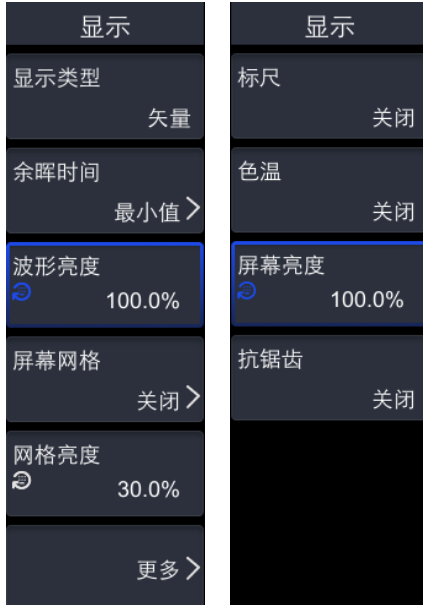 显示
显示类型
矢量
余晖时间
最小值
波形亮度
100.0%
屏幕网格
关闭
网格亮度
30.0%
更多
显示
标尺
关闭
色温
关闭
屏幕亮度
100.0%
抗锯齿
关闭